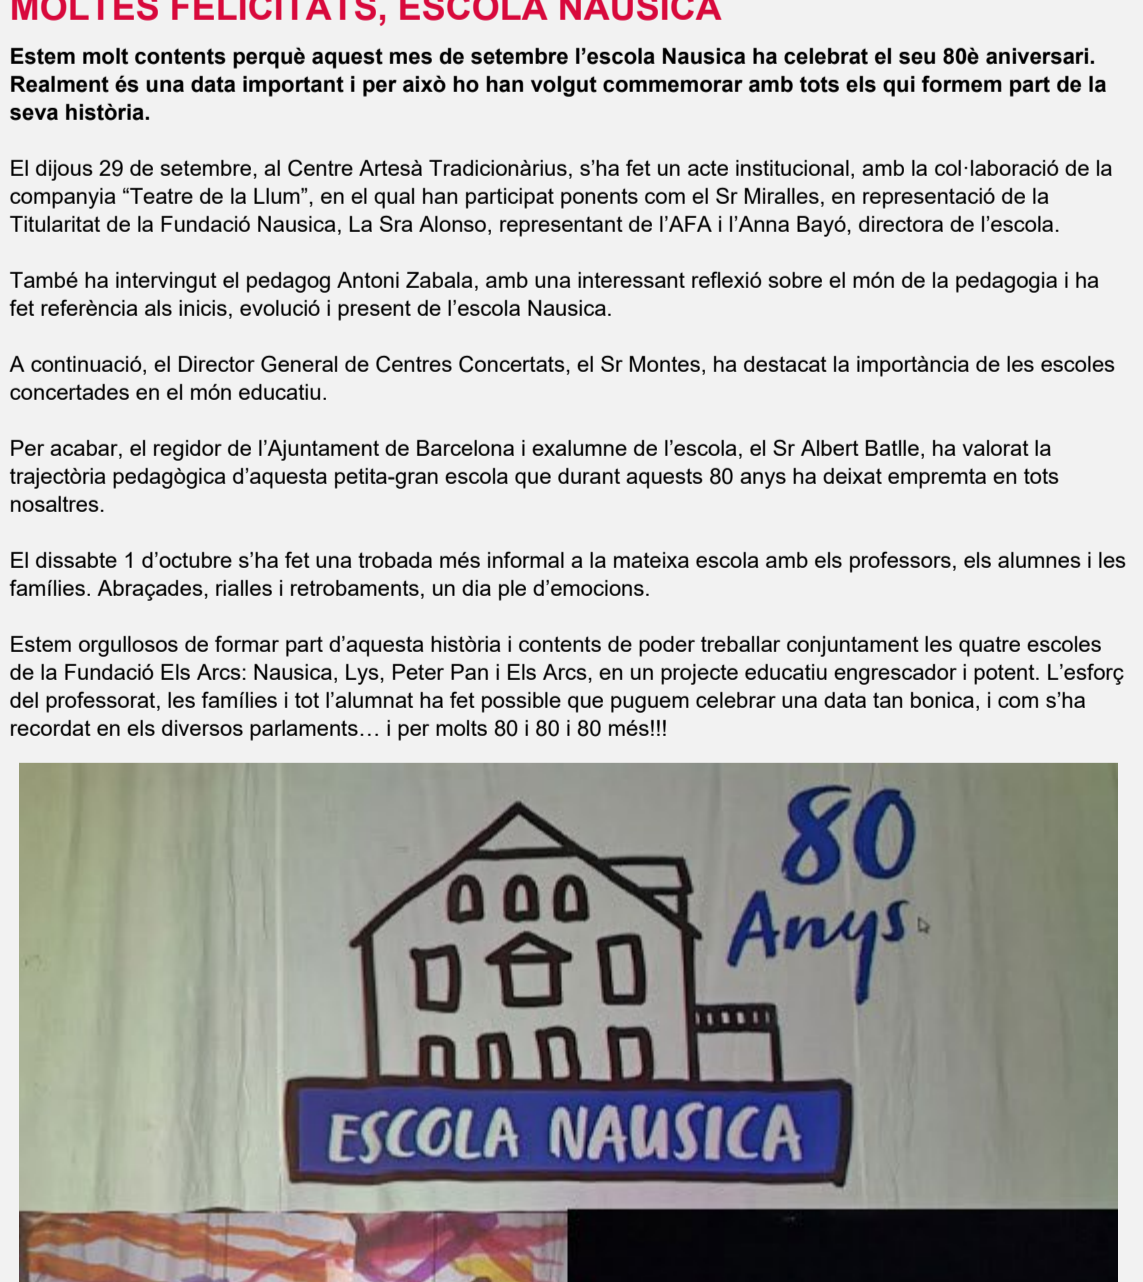 MOLTES FELICITATS, ESCOLA NAUSICA
Estem molt contents perquè aquest mes de setembre l’escola Nausica ha celebrat el seu 80è aniversari.
Realment és una data important i per això ho han volgut commemorar amb tots els qui formem part de la
seva història.
El dijous 29 de setembre, al Centre Artesà Tradicionàrius, s’ha fet un acte institucional, amb la col·laboració de la
companyia “Teatre de la Llum”, en el qual han participat ponents com el Sr Miralles, en representació de la
Titularitat de la Fundació Nausica, La Sra Alonso, representant de l’AFA i l’Anna Bayó, directora de l’escola.
També ha intervingut el pedagog Antoni Zabala, amb una interessant reflexió sobre el món de la pedagogia i ha
fet referència als inicis, evolució i present de l’escola Nausica.
A continuació, el Director General de Centres Concertats, el Sr Montes, ha destacat la importància de les escoles
concertades en el món educatiu.
Per acabar, el regidor de l’Ajuntament de Barcelona i exalumne de l’escola, el Sr Albert Batlle, ha valorat la
trajectòria pedagògica d’aquesta petita-gran escola que durant aquests 80 anys ha deixat empremta en tots
nosaltres.
El dissabte 1 d’octubre s’ha fet una trobada més informal a la mateixa escola amb els professors, els alumnes i les
famílies. Abraçades, rialles i retrobaments, un dia ple d’emocions.
Estem orgullosos de formar part d’aquesta història i contents de poder treballar conjuntament les quatre escoles
de la Fundació Els Arcs: Nausica, Lys, Peter Pan i Els Arcs, en un projecte educatiu engrescador i potent. L’esforç
del professorat, les famílies i tot l’alumnat ha fet possible que puguem celebrar una data tan bonica, i com s’ha
recordat en els diversos parlaments… i per molts 80 i 80 i 80 més!!!
80
Anys
ESCOLA NAUSICA